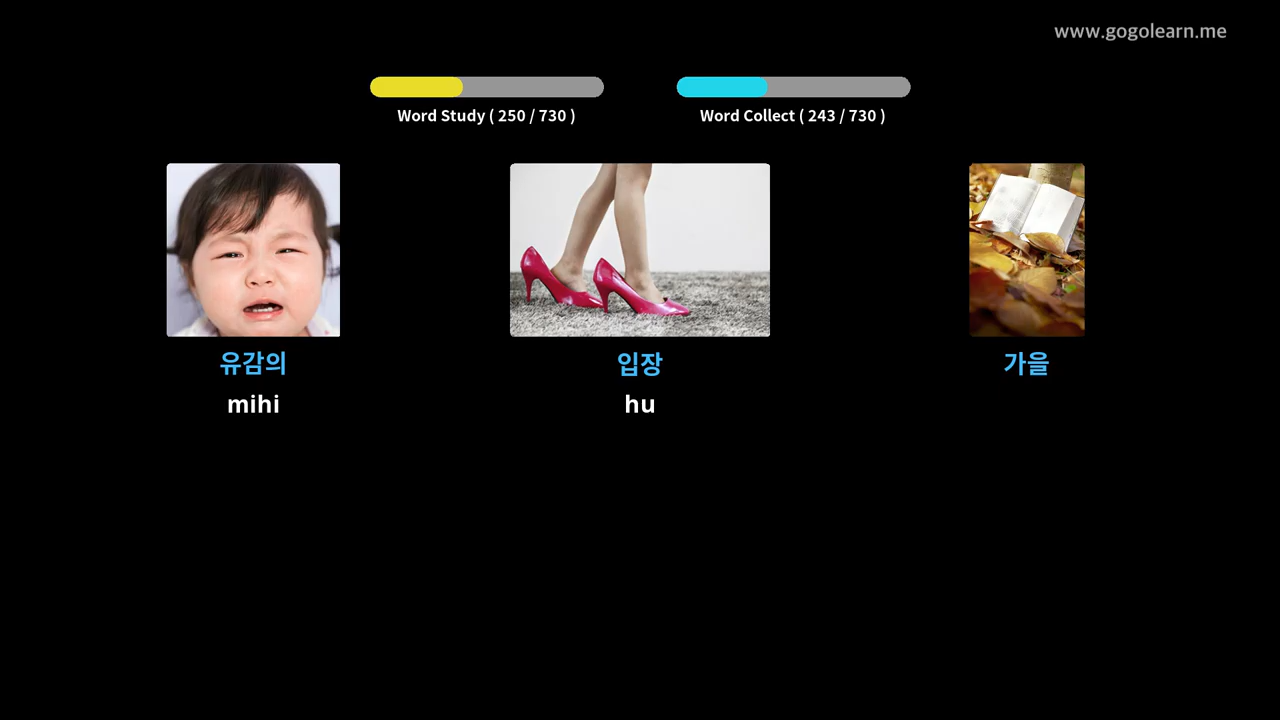 www.gogolearn.me
Word Study ( 250 / 730 )
Word Collect ( 243 / 730 )
유감의
입장
가을
mihi
hu